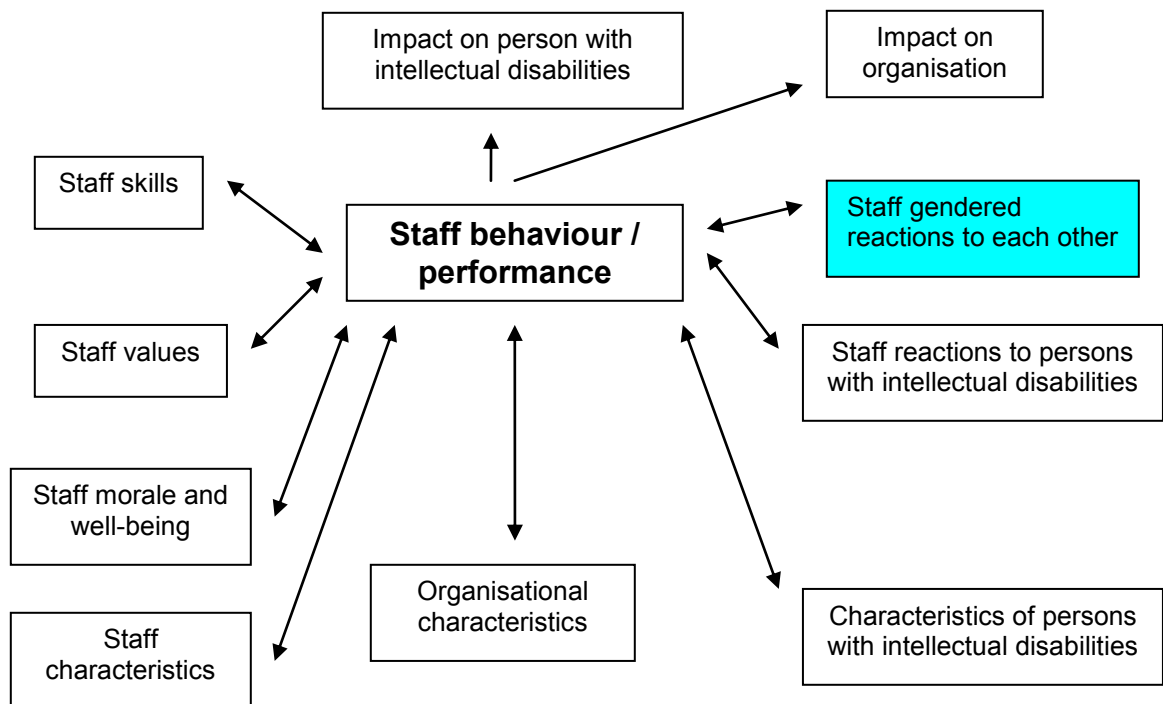 Impact on person with
intellectual disabilities
Impact on
organisation
Staff skills
Staff gendered
reactions to each other
Staff behaviour /
performance
Staff values
Staff reactions to persons
with intellectual disabilities
Staff morale and
well-being
Organisational
characteristics
Characteristics of persons
with intellectual disabilities
Staff
characteristics